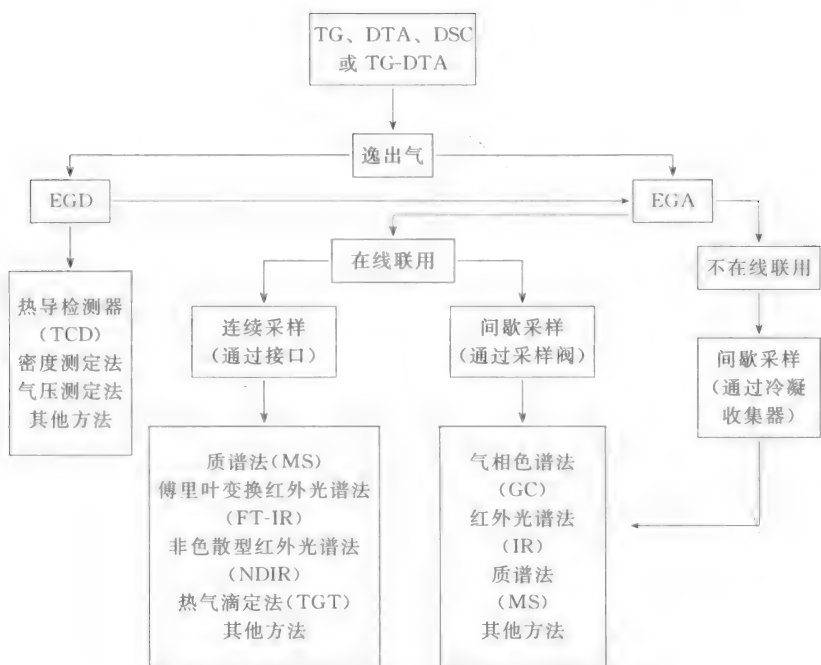 TG、DTA、DSC
或 TG-DTA
逸出气
EGD
EGA
在线联用
不在线联用
热导检测器
(TCD)
密度测定法
气压测定法
其他方法
连续采样
(通过接口)
间歇采样
(通过采样阀)
间歇采样
(通过冷凝
收集器)
质谱法(MS)
傅里叶变换红外光谱法
(FT-IR)
非色散型红外光谱法
(NDIR)
热气滴定法(TGT)
其他方法
气相色谱法
(GC)
红外光谱法
(IR)
质谱法
(MS)
其他方法